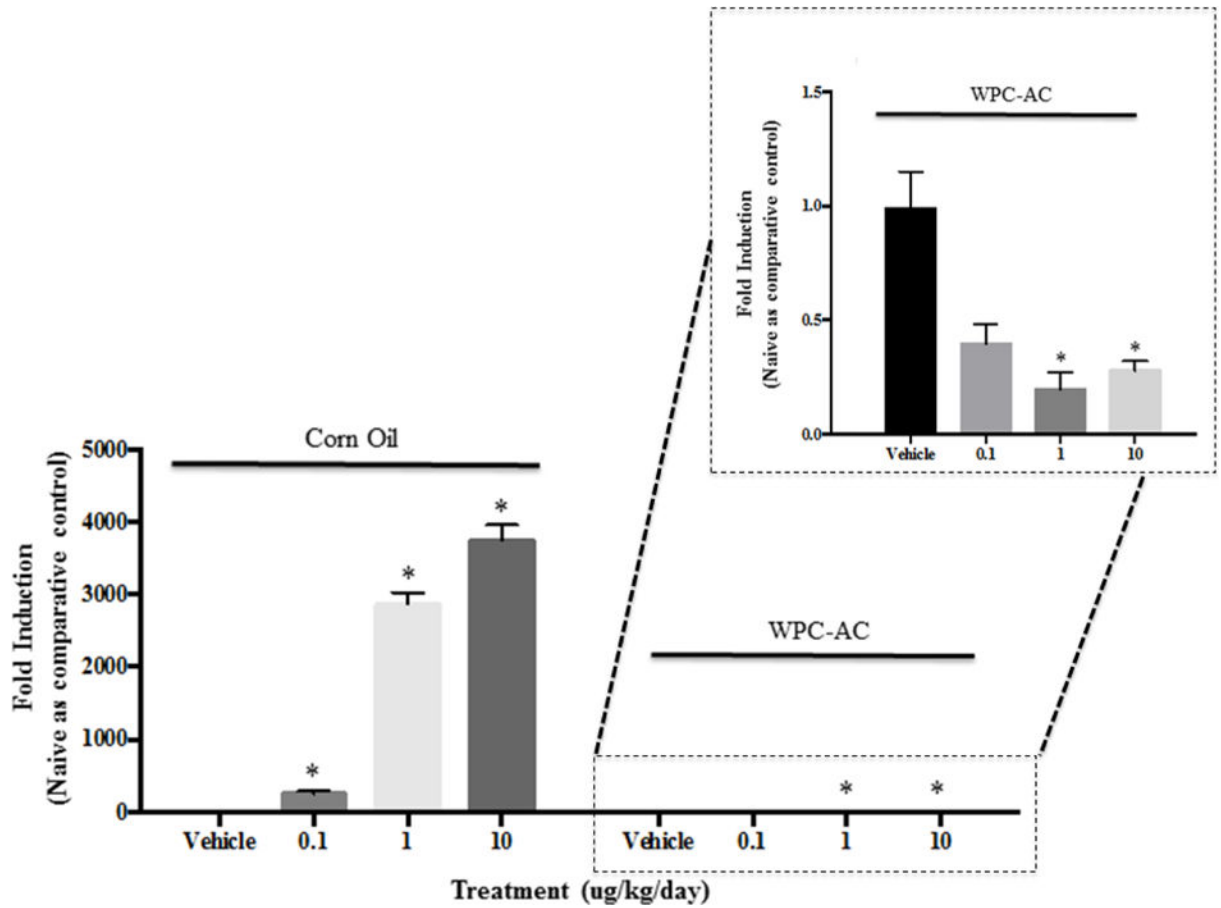 WPC-AC
Fold Induction
(Naive as comparative control)
1.5
1.0
0.5
0.0
*
*
Vehicle 0.1 1 10
Corn Oil
Fold Induction
(Naive as comparative control)
5000
4000
3000
2000
1000
0
*
*
*
WPC-AC
*
*
Vehicle 0.1 1 10 Vehicle 0.1 1 10
Treatment (ug/kg/day)